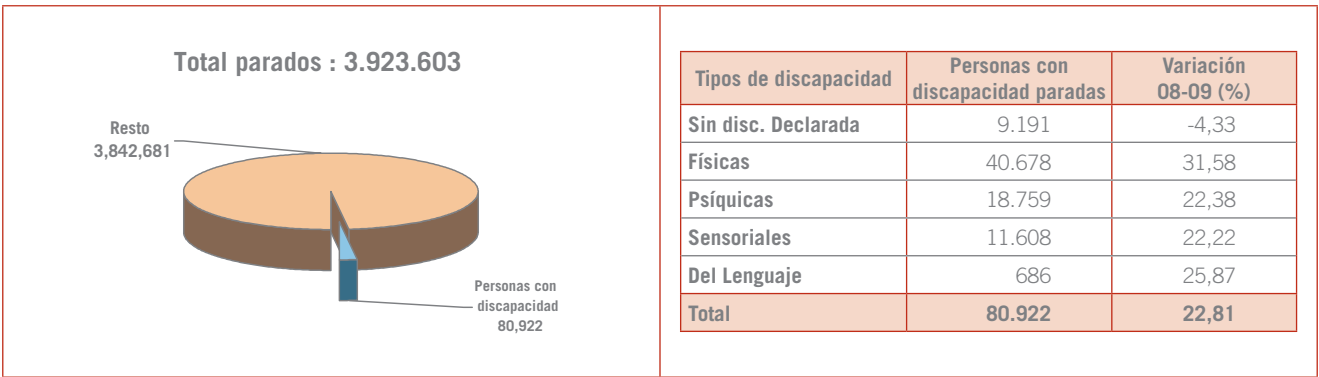 Total parados : 3.923.603
Resto
3,842,681
Personas con
discapacidad
80,922
Tipos de discapacidad Personas con discapacidad paradas Variación 08-09 (%)
Sin disc. Declarada 9.191 -4,33
Físicas 40.678 31,58
Psíquicas 18.759 22,38
Sensoriales 11.608 22,22
Del Lenguaje 686 25,87
Total 80.922 22,81